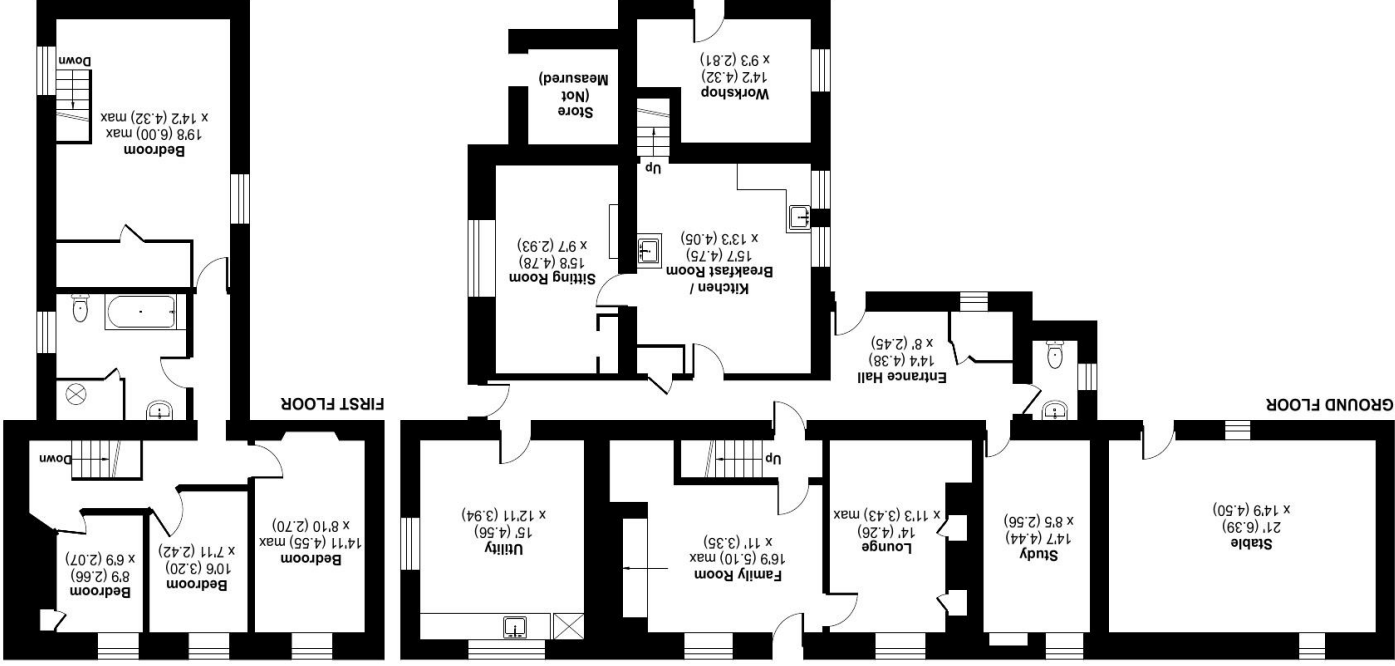 Stable
21' (6.39)
x 14'9 (4.50)
Study
14'7 (4.44)
x 8'5 (2.56)
Lounge
14' (4.26)
x 11'3 (3.43) max
Family Room
16'9 (5.10) max
x 11' (3.35)
Up
Utility
15' (4.56)
x 12'11 (3.94)
GROUND FLOOR
Entrance Hall
14'4 (4.38)
x 8' (2.45)
Kitchen /
Breakfast Room
15'7 (4.75)
x 13'3 (4.05)
Up
Sitting Room
15'8 (4.78)
x 9'7 (2.93)
Workshop
14'2 (4.32)
x 9'3 (2.81)
Store
(Not
Measured)
Bedroom
14'11 (4.55) max
x 8'10 (2.70)
Bedroom
10'6 (3.20)
x 7'11 (2.42)
Bedroom
8'9 (2.66)
x 6'9 (2.07)
Down
FIRST FLOOR
Bedroom
19'8 (6.00) max
x 14'2 (4.32) max
Down